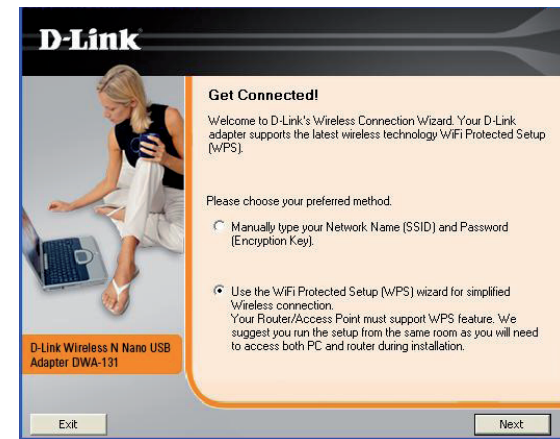 D-Link
Get Connected!
Welcome to D-Link's Wireless Connection Wizard. Your D-Link
adapter supports the latest wireless technology WiFi Protected Setup
(WPS).
Please choose your preferred method.
Manually type your Network Name (SSID) and Password
(Encryption Key).
Use the WiFi Protected Setup (WPS) wizard for simplified
Wireless connection.
Your Router/Access Point must support WPS feature. We
suggest you run the setup from the same room as you will need
to access both PC and router during installation.
D-Link Wireless N Nano USB
Adapter DWA-131
Exit
Next